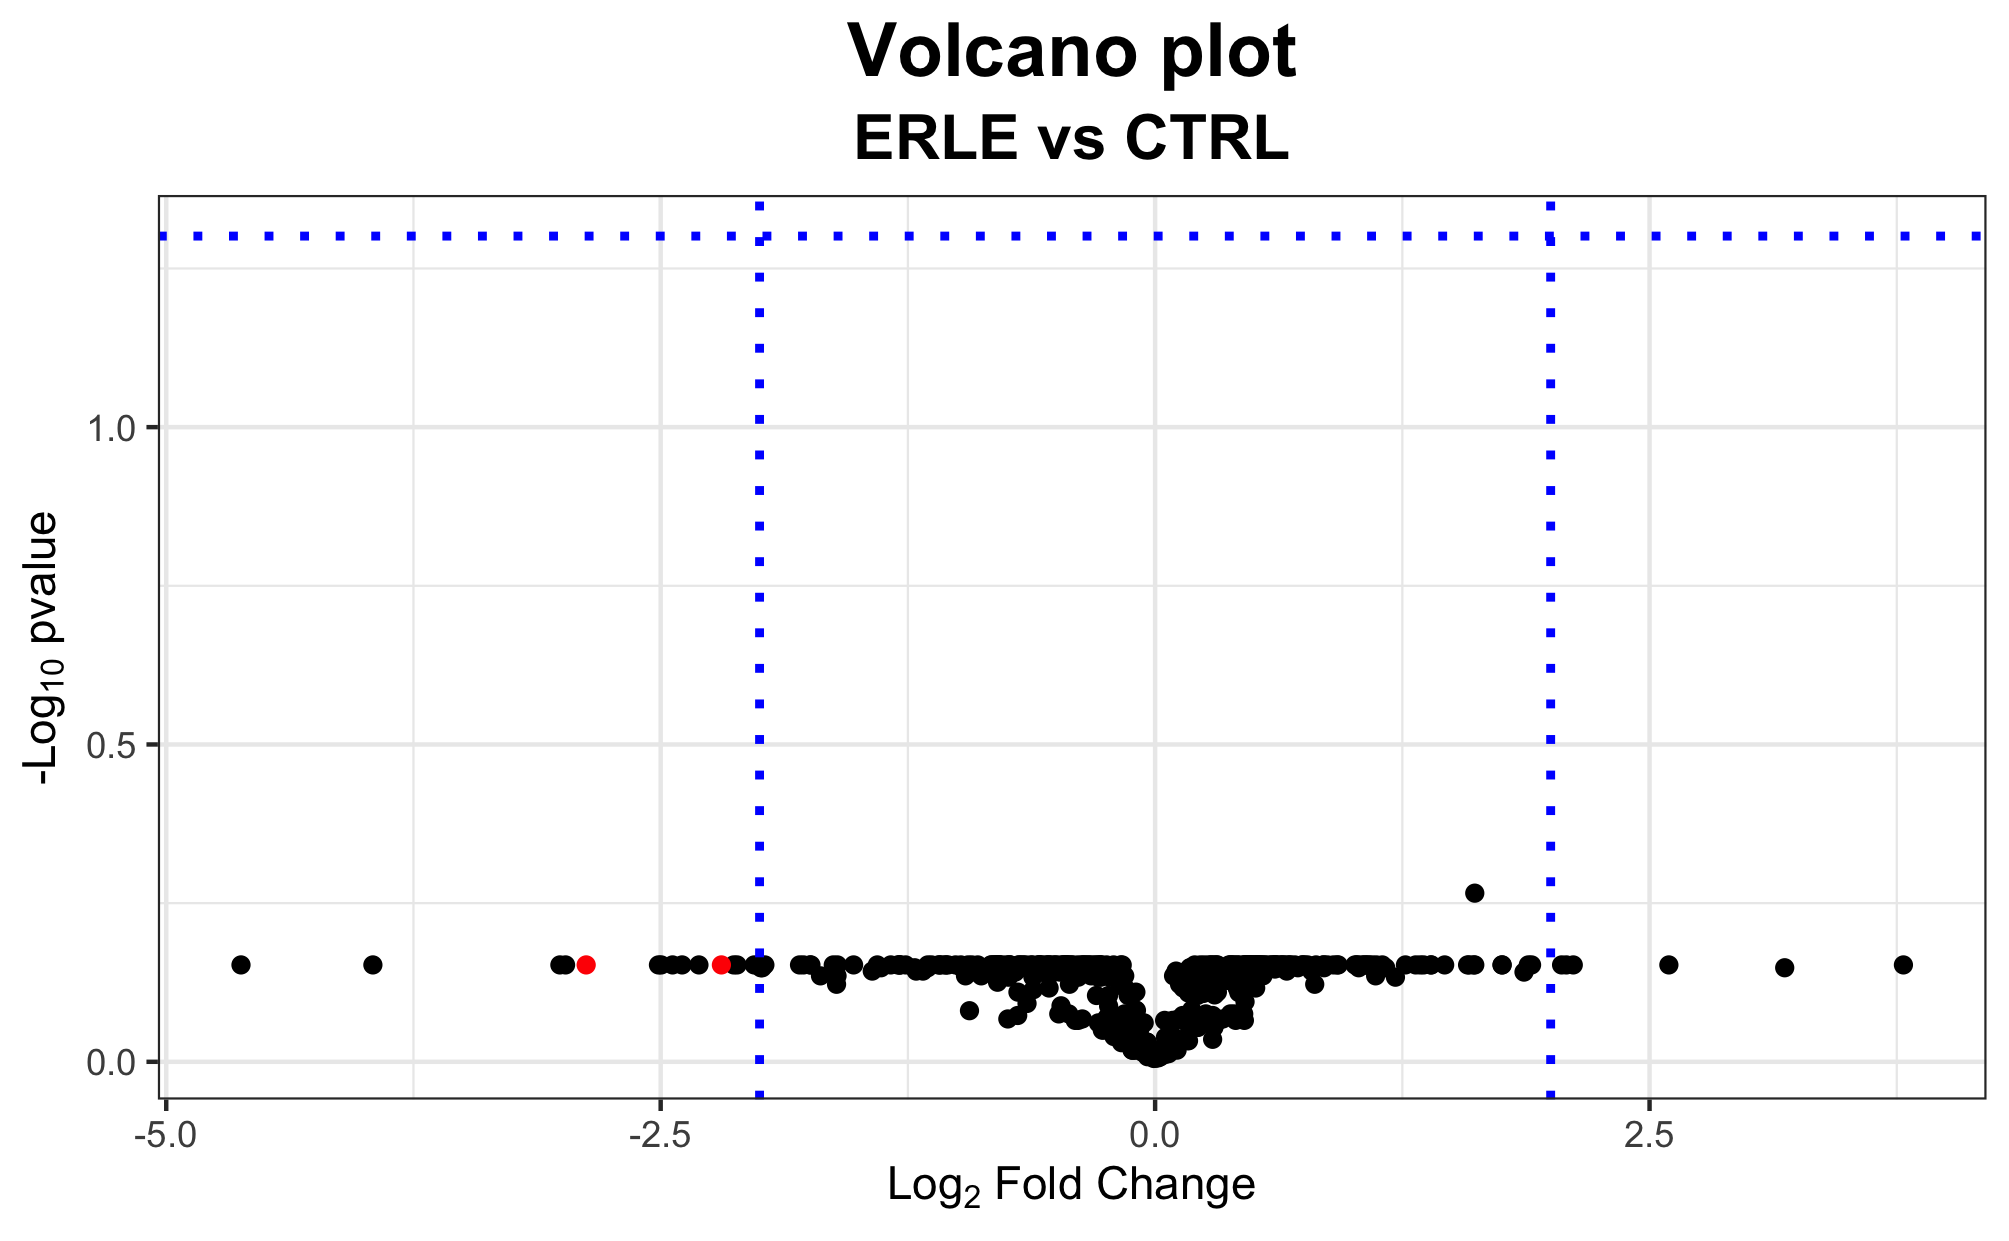 Volcano plot
ERLE vs CTRL
-Log₁₀ pvalue
1.0
0.5
0.0
-5.0 -2.5 0.0 2.5
Log₂ Fold Change